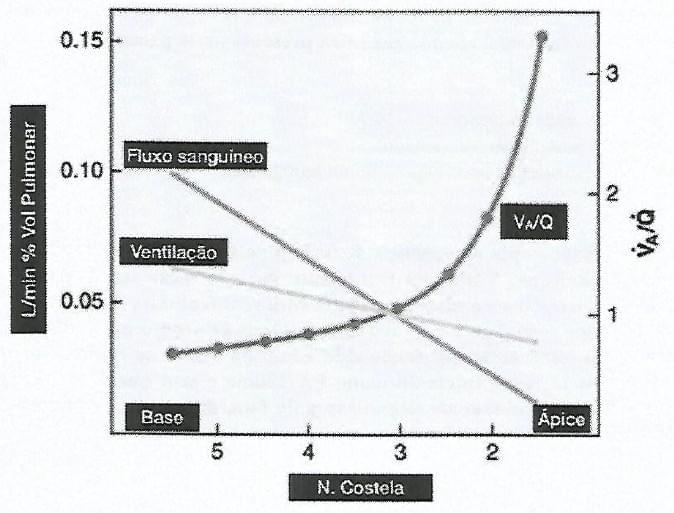 0.15
0.10
0.05
L/min % Vol Pulmonar
Fluxo sanguíneo
Ventilação
VA/Q
3
2
1
V̇A/Q̇
Base
Ápice
5 4 3 2
N. Costela